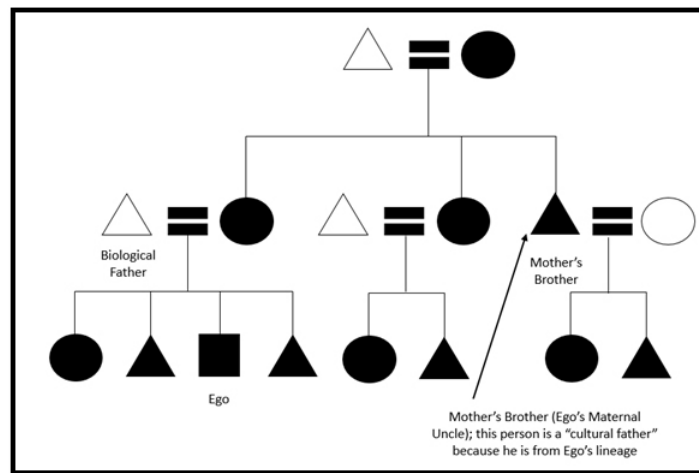 Biological
Father
Mother's
Brother
Ego
Mother's Brother (Ego's Maternal
Uncle); this person is a "cultural father"
because he is from Ego's lineage